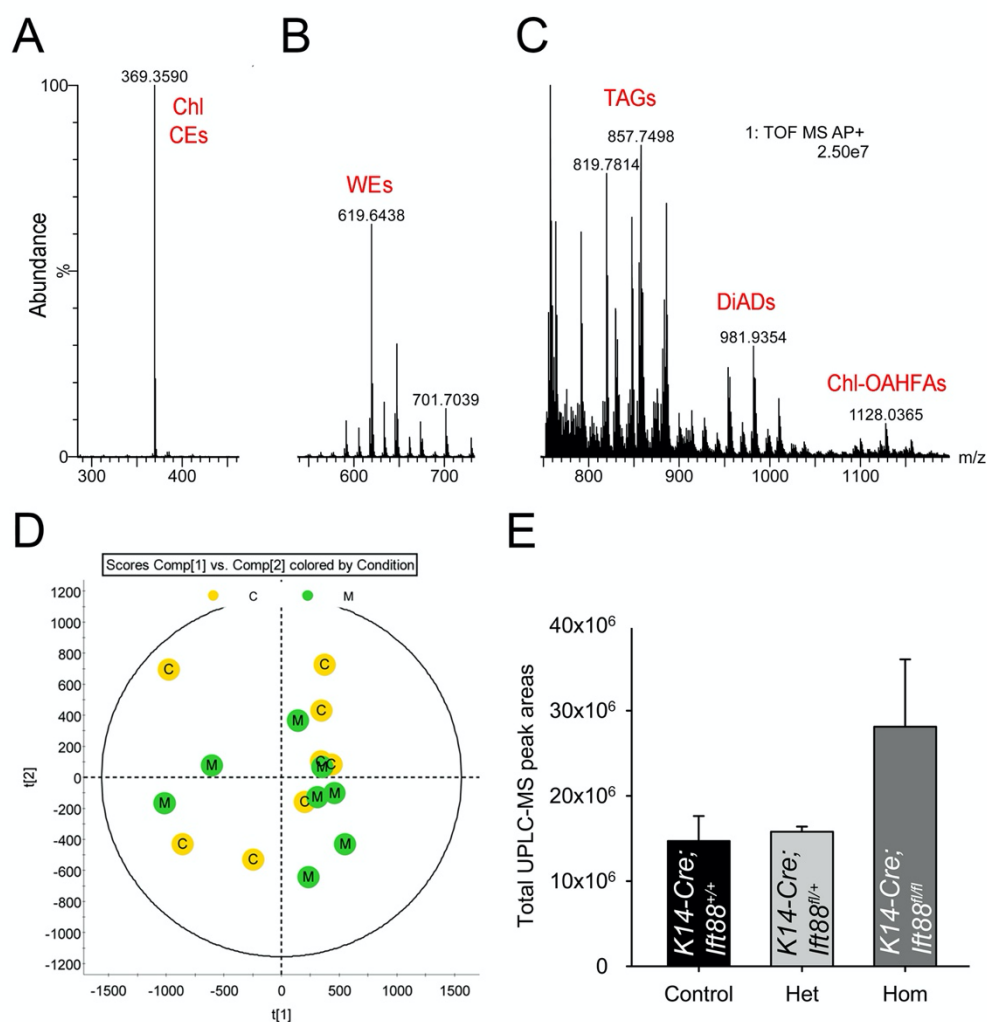 A
B
C
369.3590
Chl
CEs
WEs
619.6438
701.7039
TAGs
857.7498
819.7814
1: TOF MS AP+
2.50e7
DiADs
981.9354
Chl-OAHFAs
1128.0365
100
%
0
Abundance
300 400
600 700
800 900 1000 1100
m/z
D
Scores Comp[1] vs. Comp[2] colored by Condition
C M
1200
1000
800
600
400
200
0
-200
-400
-600
-800
-1000
-1200
C
C
C
M
C
C
M
M
M
C
M
M
C
M
C
M
-1500 -1000 -500 0 500 1000 1500
t[2]
t[1]
E
Total UPLC-MS peak areas
40x10⁶
30x10⁶
20x10⁶
10x10⁶
0
K14-Cre;
Ift88+/+
K14-Cre;
Ift88fl/+
K14-Cre;
Ift88fl/fl
Control Het Hom